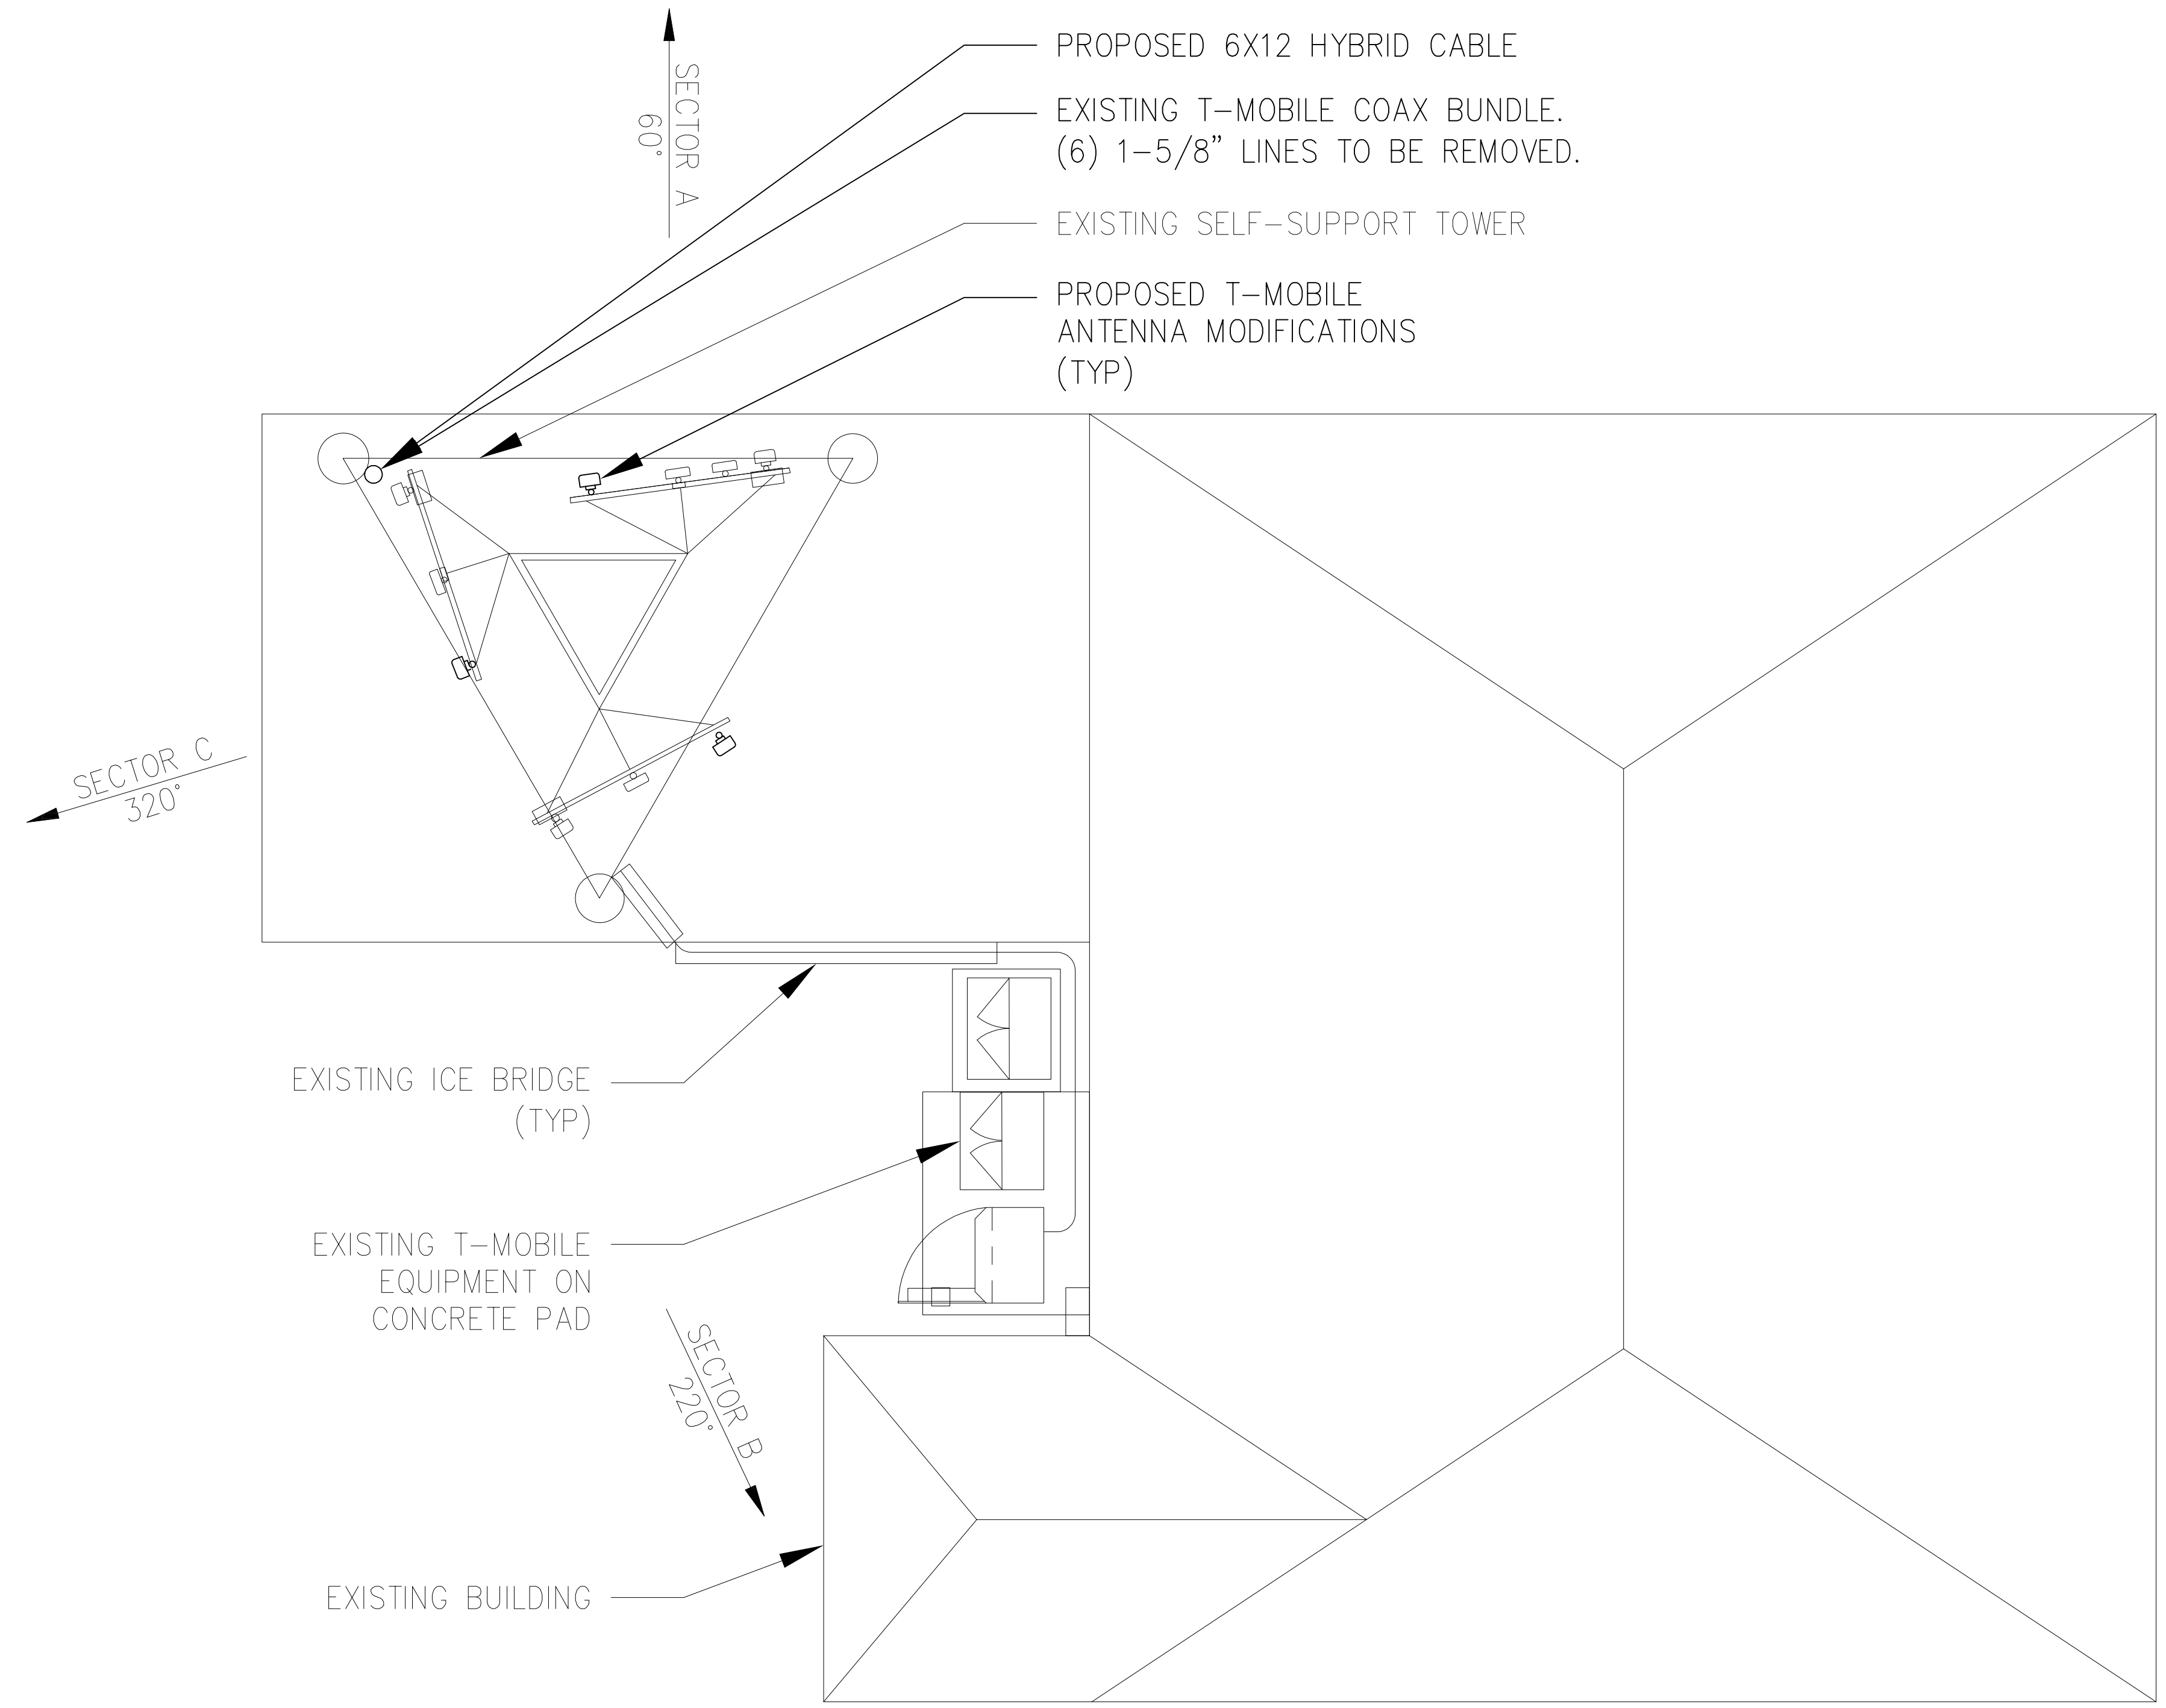 PROPOSED 6X12 HYBRID CABLE
EXISTING T-MOBILE COAX BUNDLE.
(6) 1-5/8" LINES TO BE REMOVED.
EXISTING SELF-SUPPORT TOWER
PROPOSED T-MOBILE
ANTENNA MODIFICATIONS
(TYP)
SECTOR A
60°
SECTOR C
320°
EXISTING ICE BRIDGE
(TYP)
EXISTING T-MOBILE
EQUIPMENT ON
CONCRETE PAD
SECTOR B
220°
EXISTING BUILDING